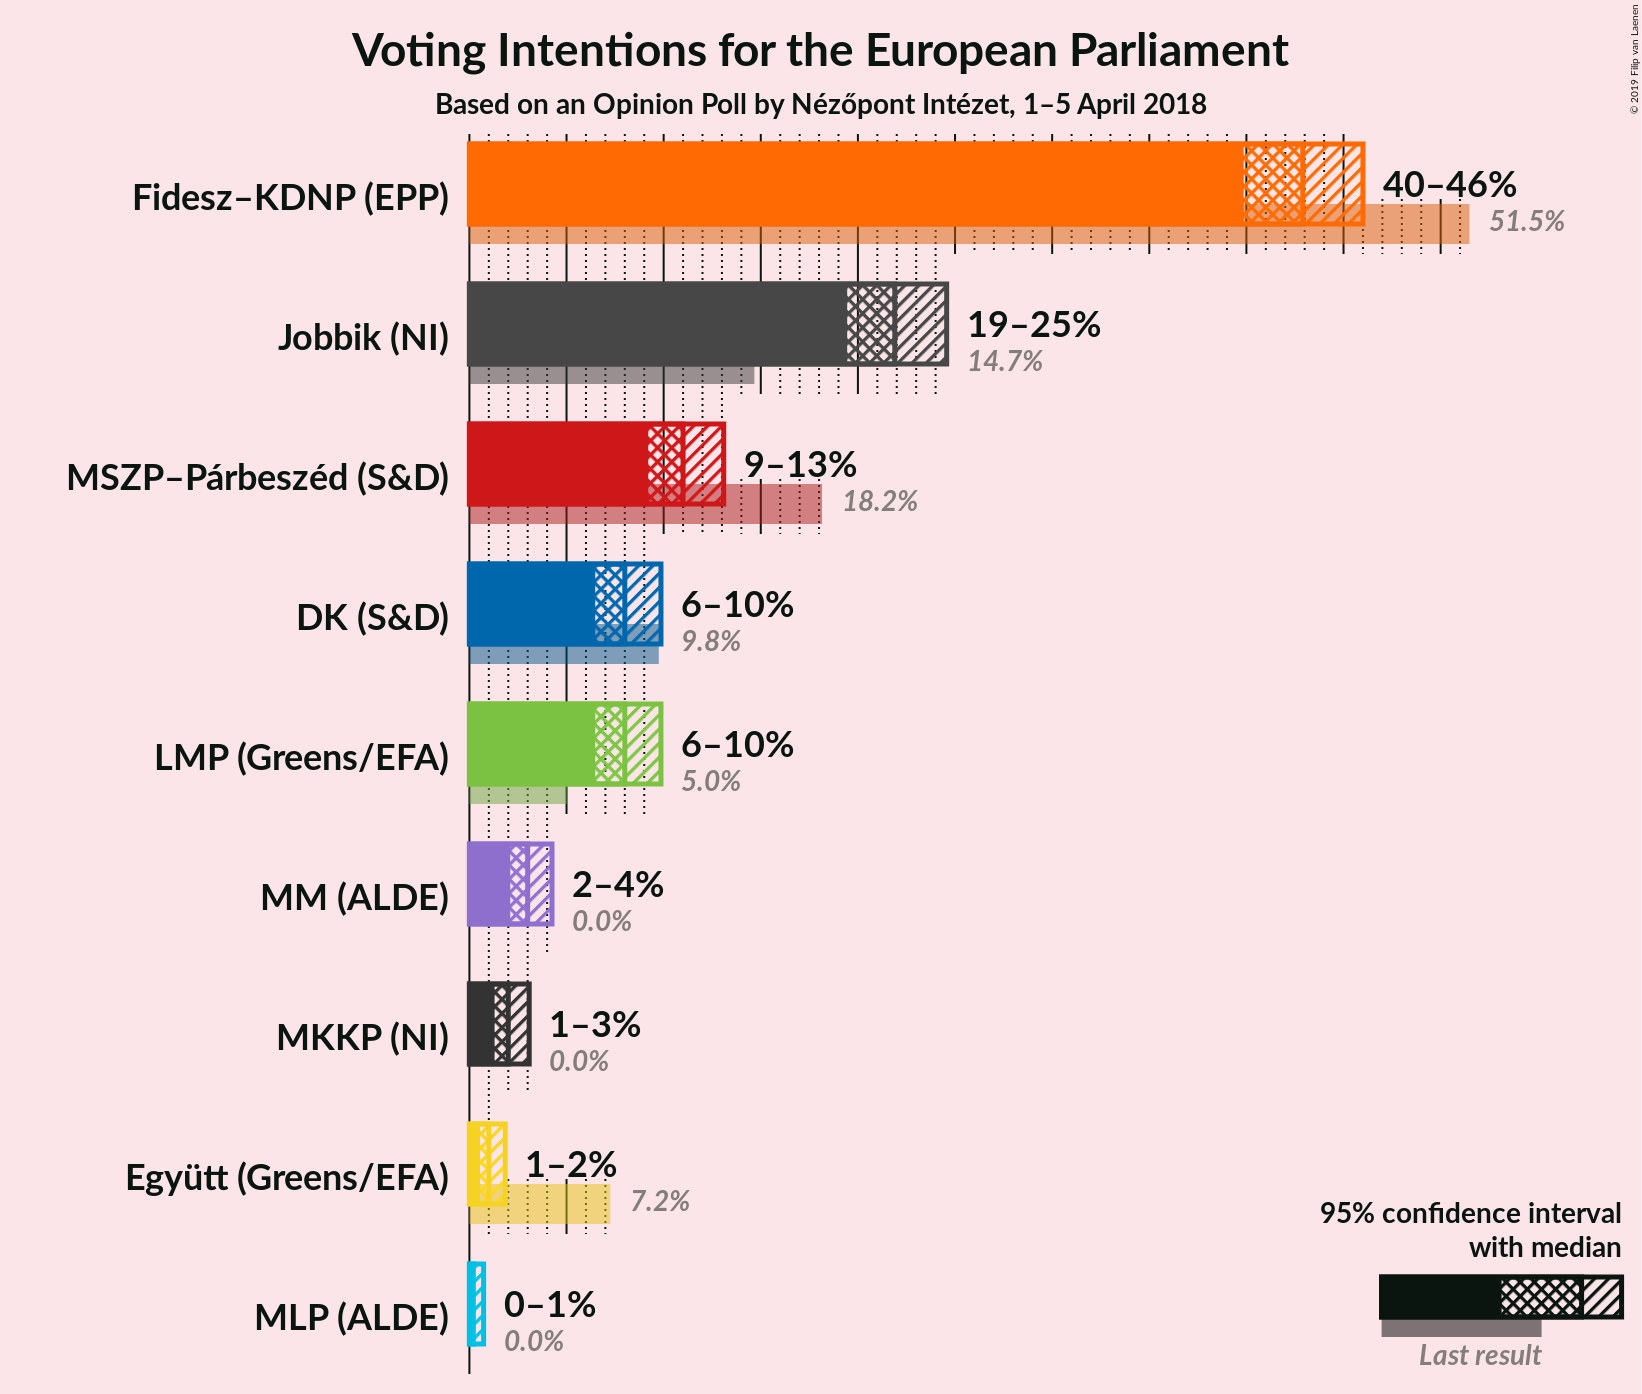 Voting Intentions for the European Parliament
Based on an Opinion Poll by Nézőpont Intézet, 1–5 April 2018
© 2019 Filip van Laenen
Fidesz–KDNP (EPP)
40–46%
51.5%
Jobbik (NI)
19–25%
14.7%
MSZP–Párbeszéd (S&D)
9–13%
18.2%
DK (S&D)
6–10%
9.8%
LMP (Greens/EFA)
6–10%
5.0%
MM (ALDE)
2–4%
0.0%
MKKP (NI)
1–3%
0.0%
Együtt (Greens/EFA)
1–2%
7.2%
MLP (ALDE)
0–1%
0.0%
95% confidence interval
with median
Last result